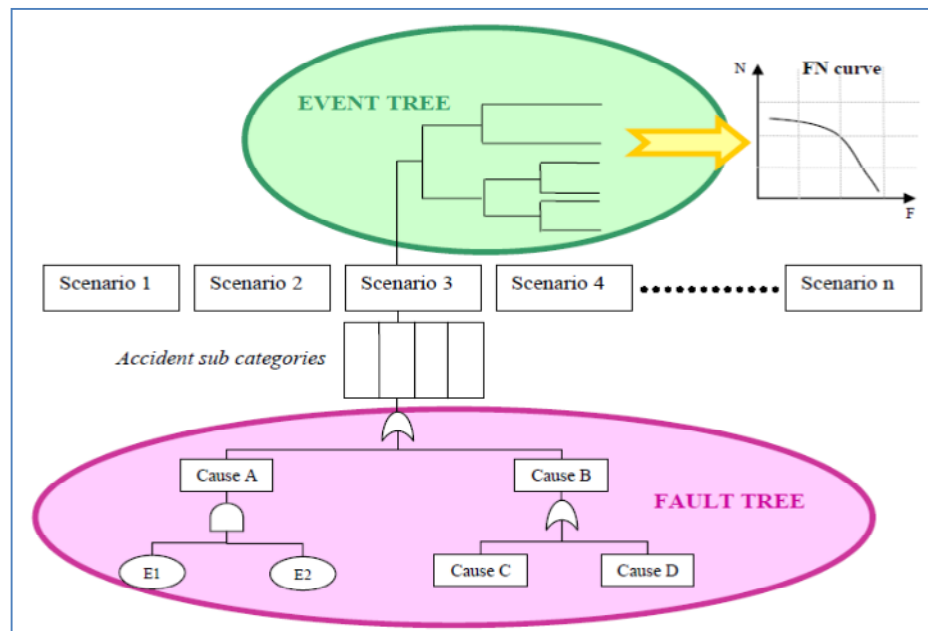 N
FN curve
EVENT TREE
F
Scenario 1
Scenario 2
Scenario 3
Scenario 4
Scenario n
Accident sub categories
Cause A
Cause B
FAULT TREE
E1
E2
Cause C
Cause D